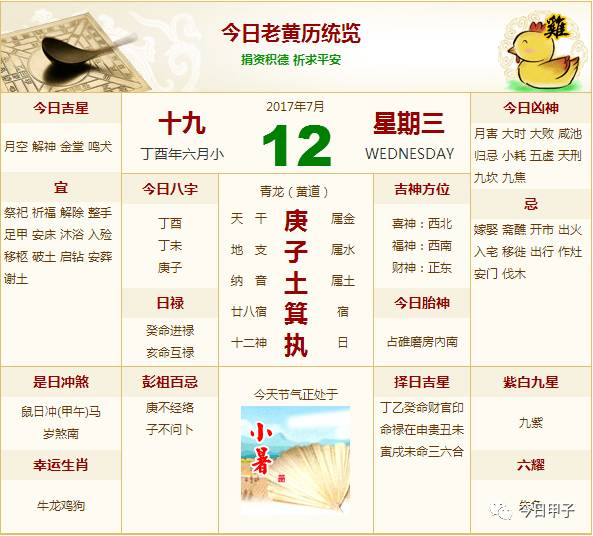 今日老黄历统览
捐资积德 祈求平安
雞
今日吉星
月空 解神 金堂 鸣犬
十九
丁酉年六月小
2017年7月
12
星期三
WEDNESDAY
今日凶神
月害 大时 大败 咸池
归忌 小耗 五虚 天刑
九坎 九焦
宜
祭祀 祈福 解除 整手
足甲 安床 沐浴 入殓
移柩 破土 启钻 安葬
谢土
今日八字
丁酉
丁未
庚子
日禄
癸命进禄
亥命互禄
青龙（黄道）
天 干 庚 属金
地 支 子 属水
纳 音 土 属土
廿八宿 箕 宿
十二神 执 日
吉神方位
喜神：西北
福神：西南
财神：正东
今日胎神
占碓磨房内南
忌
嫁娶 斋醮 开市 出火
入宅 移徙 出行 作灶
安门 伐木
是日冲煞
鼠日冲(甲午)马
岁煞南
幸运生肖
牛龙鸡狗
彭祖百忌
庚不经络
子不问卜
今天节气正处于
小暑
择日吉星
丁乙癸命财官印
命禄在申庚丑未
寅戌未命三六合
紫白九星
九紫
六耀
今日甲子